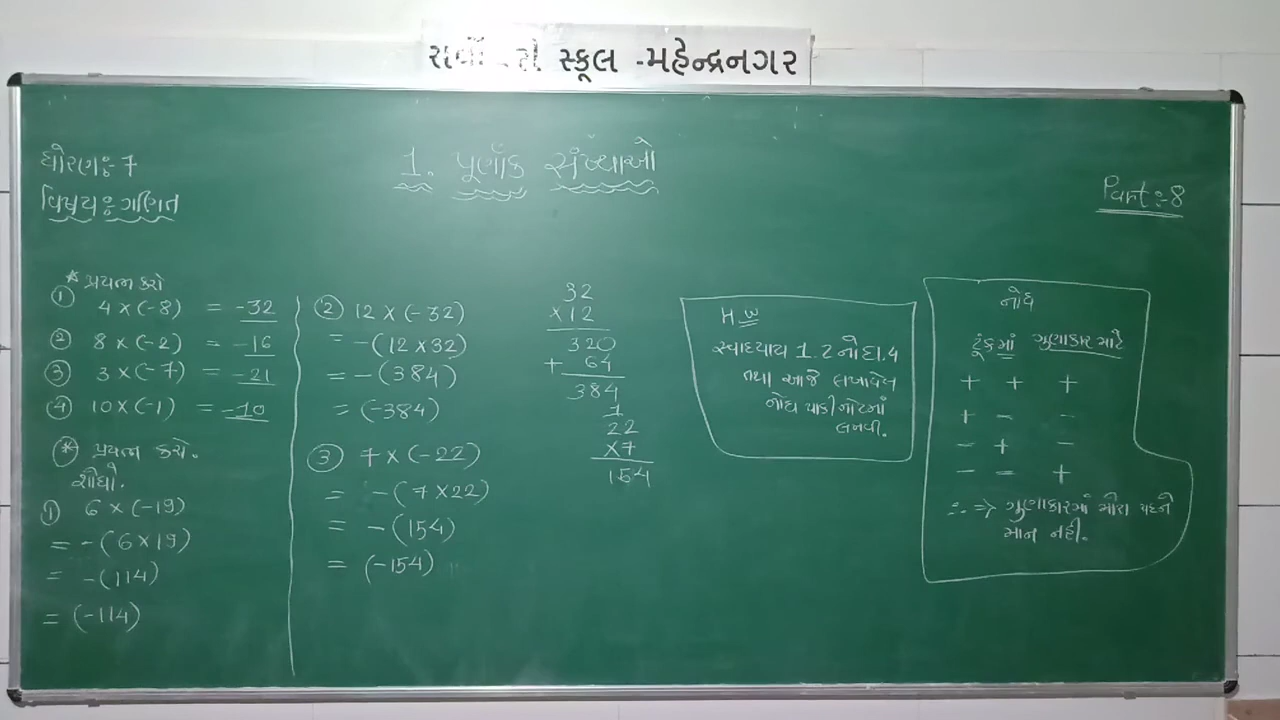 સ્કૂલ -મહેન્દ્રનગર
ધોરણઃ- 7
વિષયઃ- ગણિત
1. પૂર્ણાંક સંખ્યાઓ
Part:-8
* પ્રયત્ન કરો
① 4 × (-8) = -32
② 8 × (-2) = -16
③ 3 × (-7) = -21
④ 10 × (-1) = -10
* પ્રયત્ન કરો.
શોધો.
① 6 × (-19)
= -(6 × 19)
= -(114)
= (-114)
② 12 × (-32)
= -(12 × 32)
= -(384)
= (-384)
③ 7 × (-22)
= -(7 × 22)
= -(154)
= (-154)
32
×12
320
+ 64
384
1
22
×7
154
H.W
સ્વાધ્યાય 1.2 નો દા.4
તથા આજે લખાવેલ
નોંધ પાકી નોટમાં
લખવી.
નોંધ
ટૂંકમાં ગુણાકાર માટે
+ + +
+ - -
- + -
- - +
∴ ⇒ ગુણાકારમાં મોટા પદને
માન નહી.